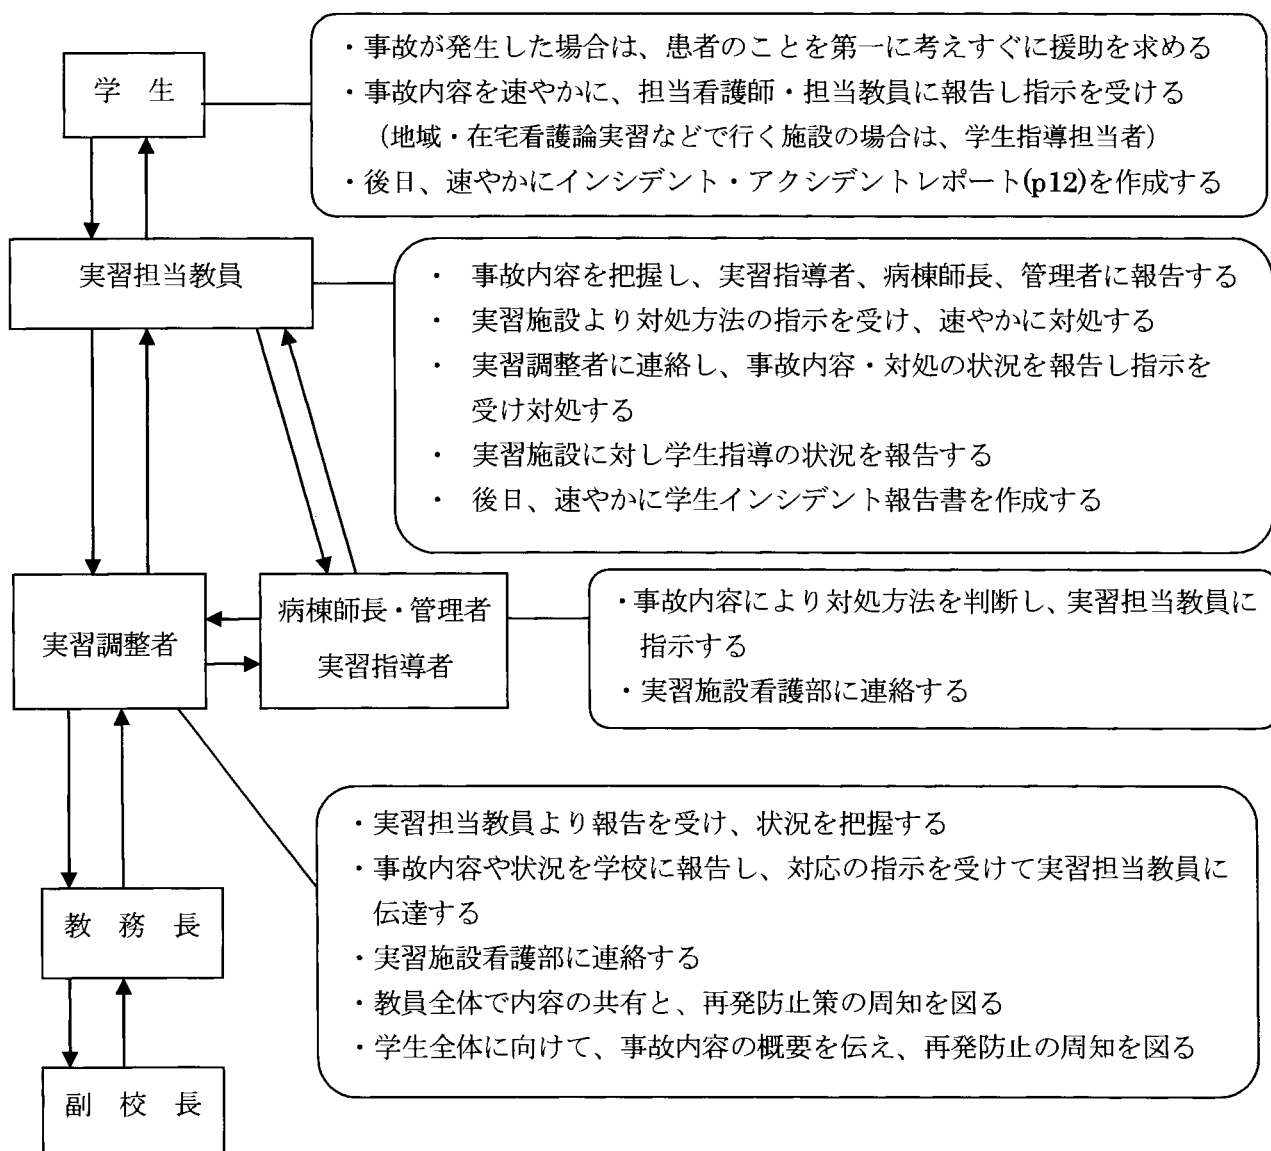 学 生
・事故が発生した場合は、患者のことを第一に考えすぐに援助を求める
・事故内容を速やかに、担当看護師・担当教員に報告し指示を受ける
（地域・在宅看護論実習などで行く施設の場合は、学生指導担当者）
・後日、速やかにインシデント・アクシデントレポート(p12)を作成する
実習担当教員
・ 事故内容を把握し、実習指導者、病棟師長、管理者に報告する
・ 実習施設より対処方法の指示を受け、速やかに対処する
・ 実習調整者に連絡し、事故内容・対処の状況を報告し指示を
受け対処する
・ 実習施設に対し学生指導の状況を報告する
・ 後日、速やかに学生インシデント報告書を作成する
実習調整者
病棟師長・管理者
実習指導者
・事故内容により対処方法を判断し、実習担当教員に
指示する
・実習施設看護部に連絡する
・実習担当教員より報告を受け、状況を把握する
・事故内容や状況を学校に報告し、対応の指示を受けて実習担当教員に
伝達する
・実習施設看護部に連絡する
・教員全体で内容の共有と、再発防止策の周知を図る
・学生全体に向けて、事故内容の概要を伝え、再発防止の周知を図る
教 務 長
副 校 長